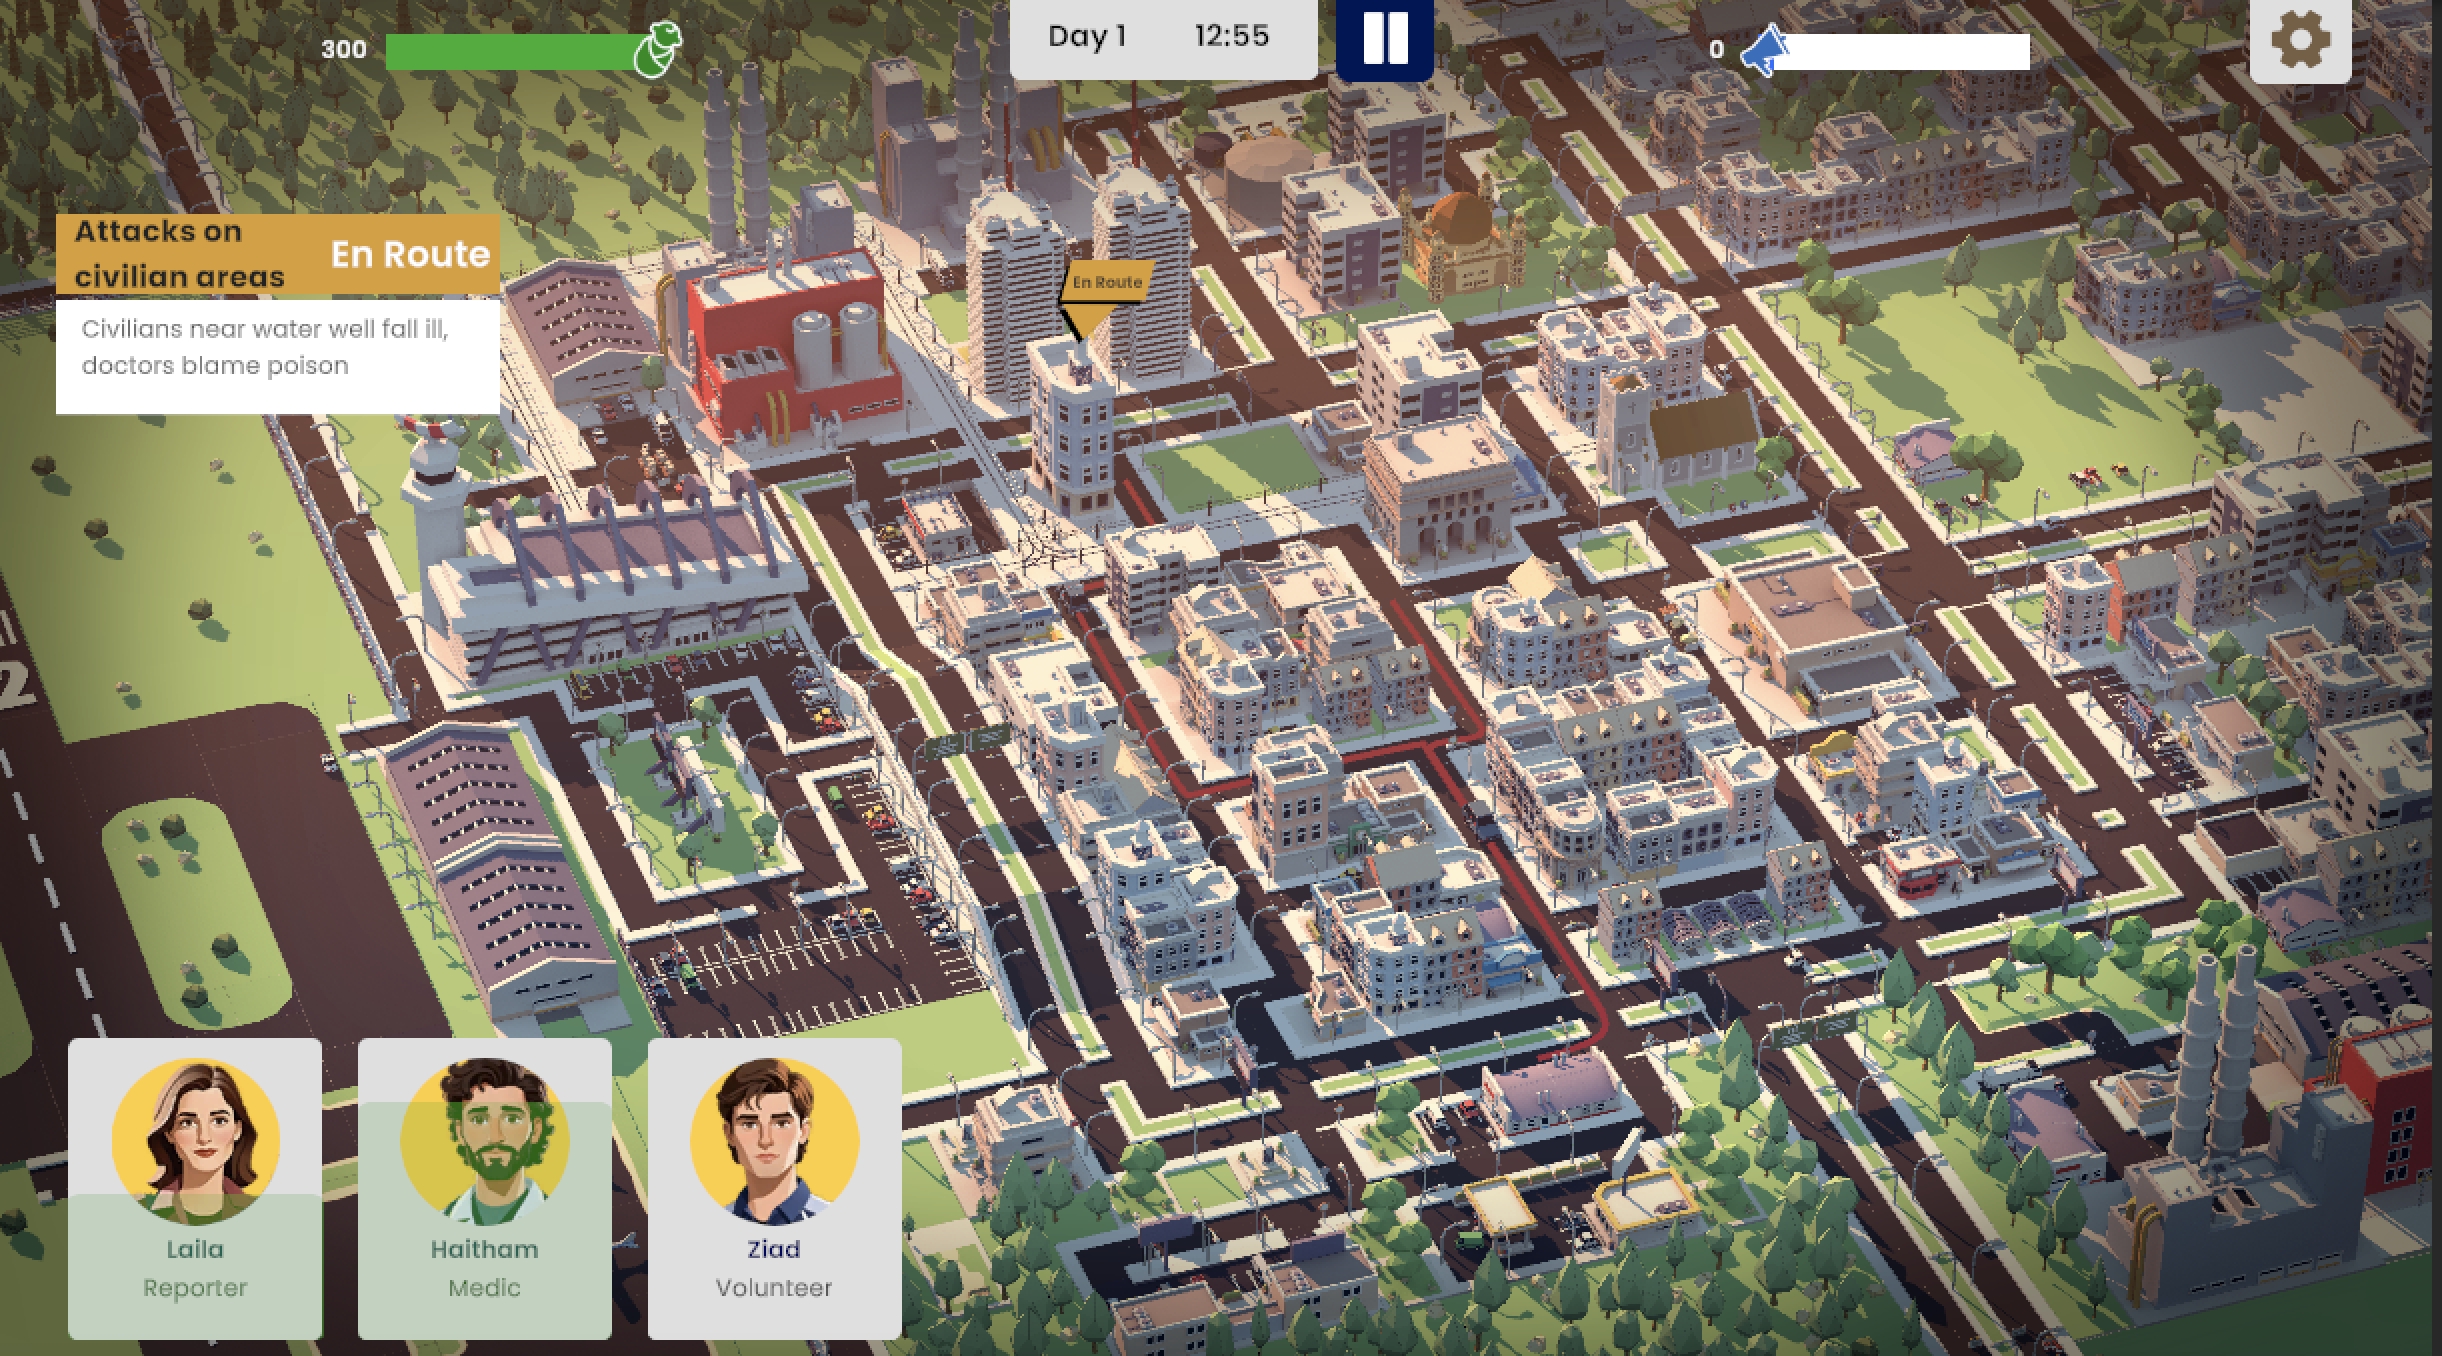 300
Day 1 12:55
0
Attacks on
civilian areas
En Route
Civilians near water well fall ill,
doctors blame poison
En Route
2
Laila
Reporter
Haitham
Medic
Ziad
Volunteer